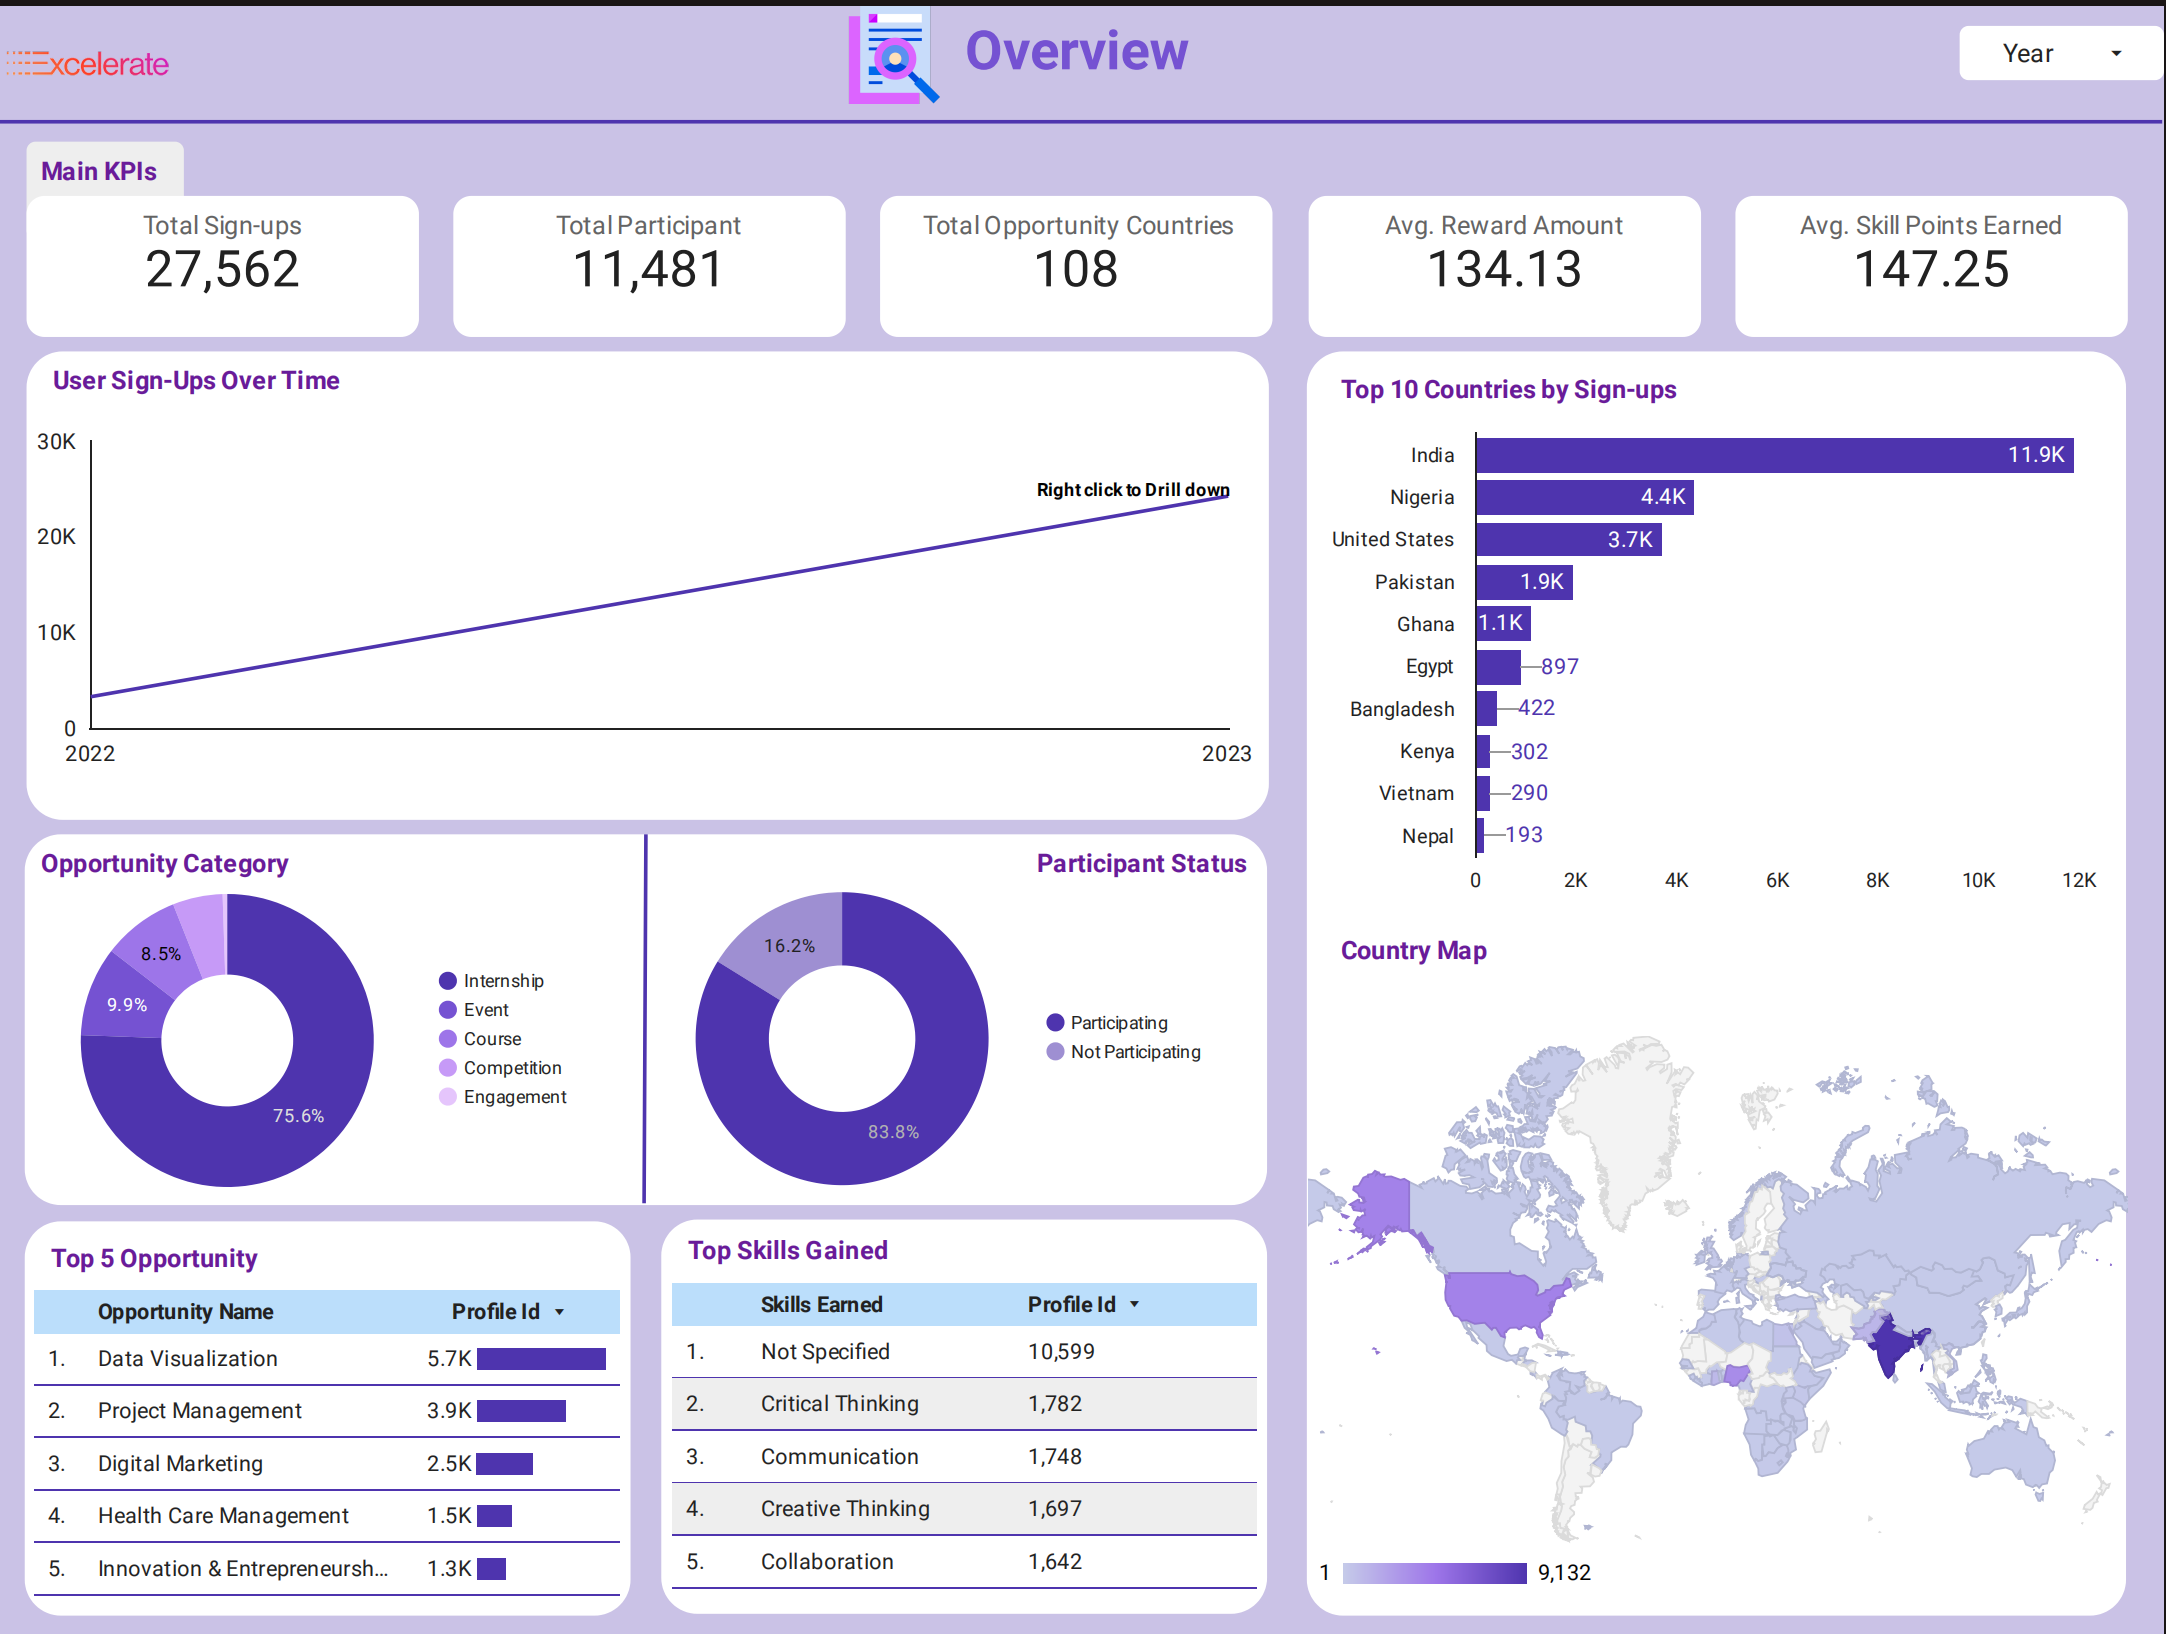 Excelerate
Overview
Year
Main KPIs
Total Sign-ups
27,562
Total Participant
11,481
Total Opportunity Countries
108
Avg. Reward Amount
134.13
Avg. Skill Points Earned
147.25
User Sign-Ups Over Time
30K
20K
10K
0
2022
2023
Right click to Drill down
Top 10 Countries by Sign-ups
India 11.9K
Nigeria 4.4K
United States 3.7K
Pakistan 1.9K
Ghana 1.1K
Egypt 897
Bangladesh 422
Kenya 302
Vietnam 290
Nepal 193
0 2K 4K 6K 8K 10K 12K
Opportunity Category
8.5%
9.9%
75.6%
Internship
Event
Course
Competition
Engagement
Participant Status
16.2%
83.8%
Participating
Not Participating
Country Map
1 9,132
Top 5 Opportunity
Opportunity Name Profile Id
1. Data Visualization 5.7K
2. Project Management 3.9K
3. Digital Marketing 2.5K
4. Health Care Management 1.5K
5. Innovation & Entrepreneursh... 1.3K
Top Skills Gained
Skills Earned Profile Id
1. Not Specified 10,599
2. Critical Thinking 1,782
3. Communication 1,748
4. Creative Thinking 1,697
5. Collaboration 1,642